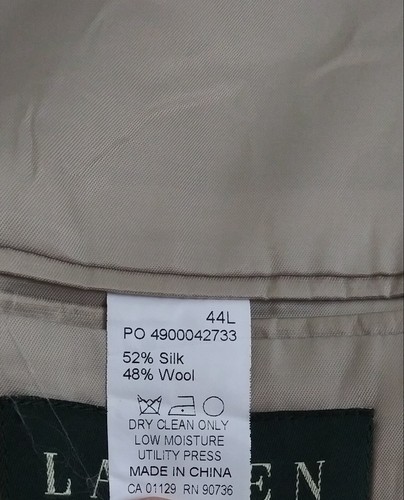 44L
PO 4900042733
52% Silk
48% Wool
DRY CLEAN ONLY
LOW MOISTURE
UTILITY PRESS
MADE IN CHINA
CA 01129 RN 90736